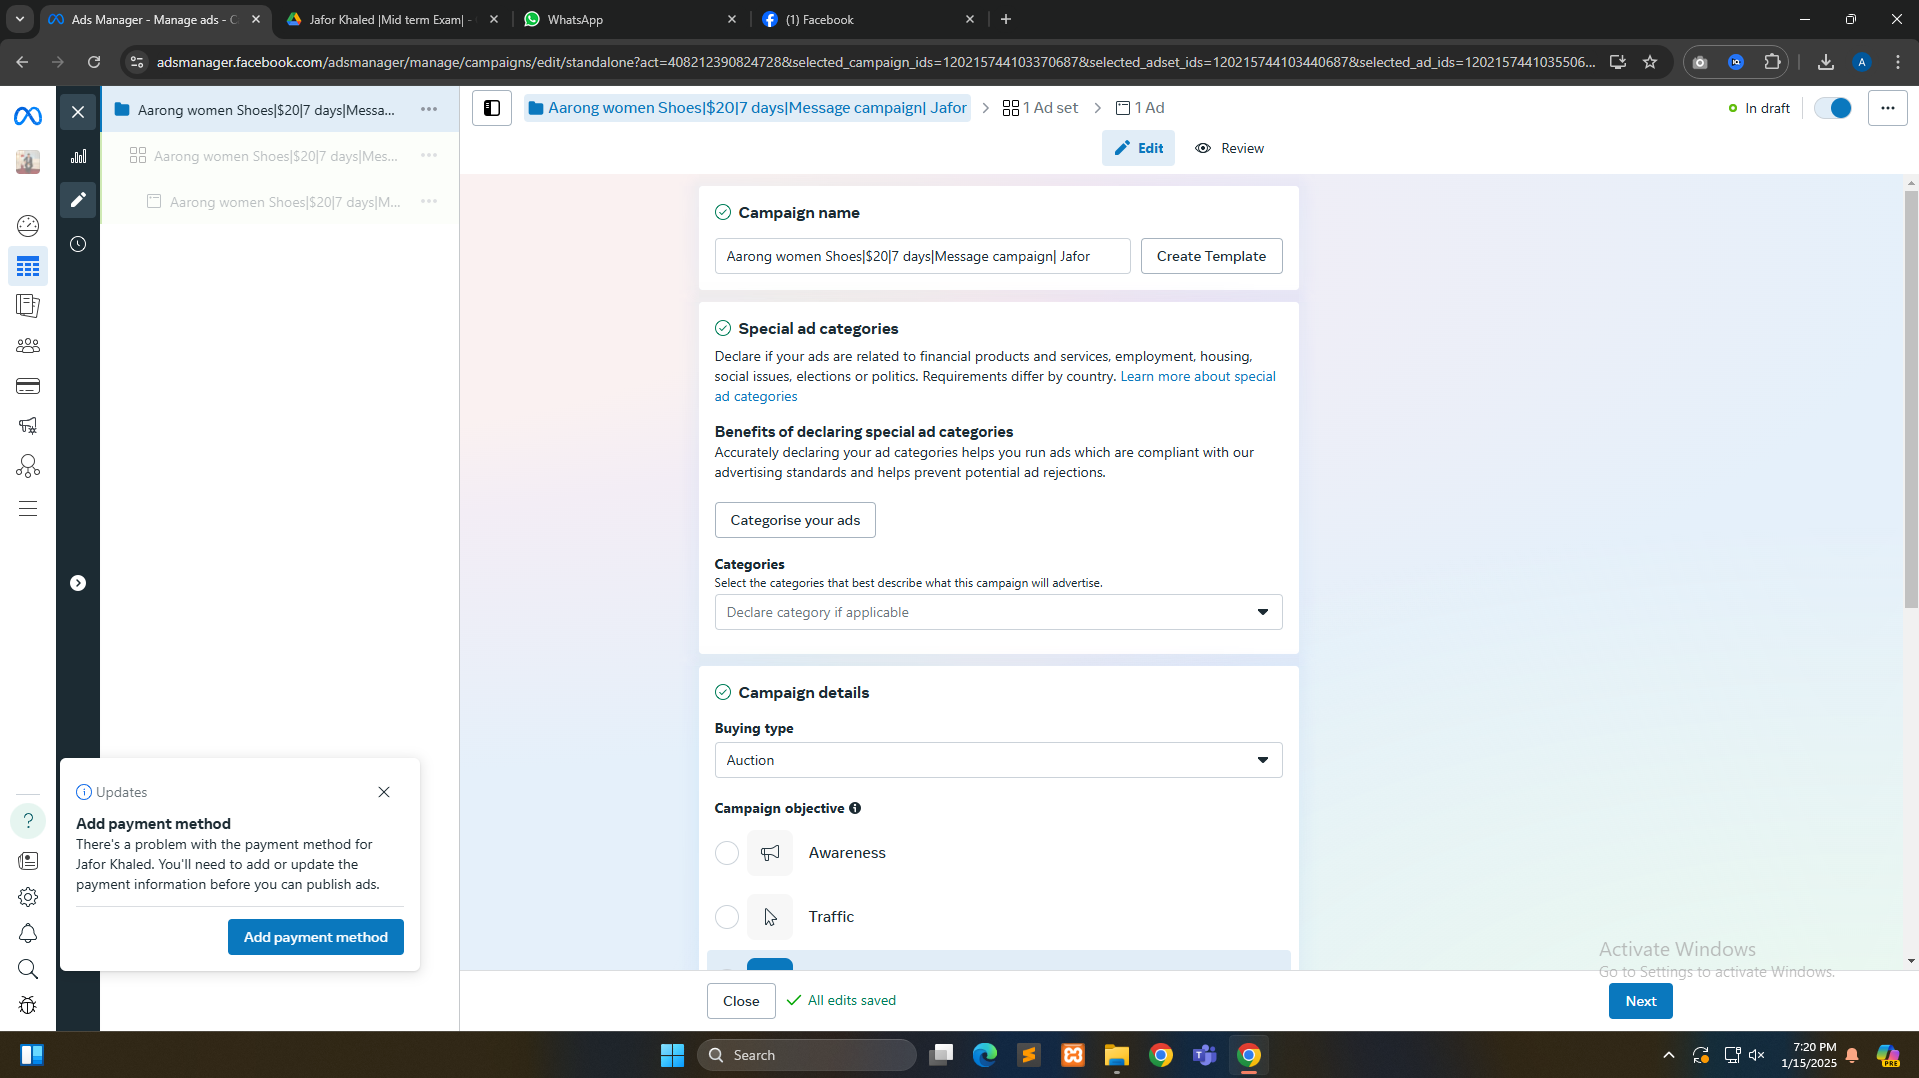 Ads Manager - Manage ads - C
Jafor Khaled |Mid term Exam| -
WhatsApp
(1) Facebook
adsmanager.facebook.com/adsmanager/manage/campaigns/edit/standalone?act=408212390824728&selected_campaign_ids=120215744103370687&selected_adset_ids=120215744103440687&selected_ad_ids=1202157441035506...
A
Aarong women Shoes|$20|7 days|Messa...
Aarong women Shoes|$20|7 days|Mes...
Aarong women Shoes|$20|7 days|M...
Aarong women Shoes|$20|7 days|Message campaign| Jafor
1 Ad set
1 Ad
In draft
Edit
Review
Campaign name
Aarong women Shoes|$20|7 days|Message campaign| Jafor
Create Template
Special ad categories
Declare if your ads are related to financial products and services, employment, housing,
social issues, elections or politics. Requirements differ by country. Learn more about special
ad categories
Benefits of declaring special ad categories
Accurately declaring your ad categories helps you run ads which are compliant with our
advertising standards and helps prevent potential ad rejections.
Categorise your ads
Categories
Select the categories that best describe what this campaign will advertise.
Declare category if applicable
Campaign details
Buying type
Auction
Campaign objective
Awareness
Traffic
Updates
Add payment method
There's a problem with the payment method for
Jafor Khaled. You'll need to add or update the
payment information before you can publish ads.
Add payment method
Activate Windows
Go to Settings to activate Windows.
Close
All edits saved
Next
Search
7:20 PM
1/15/2025
PRE